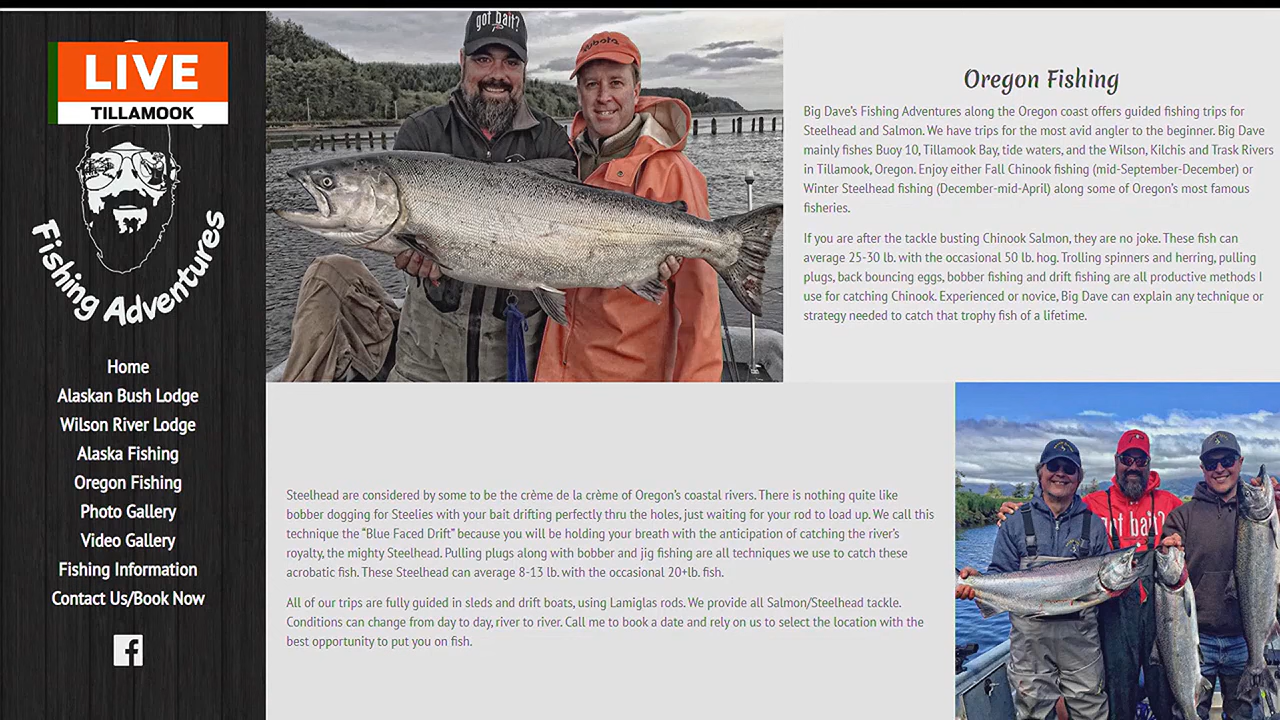 LIVE
TILLAMOOK
Fishing Adventures
Home
Alaskan Bush Lodge
Wilson River Lodge
Alaska Fishing
Oregon Fishing
Photo Gallery
Video Gallery
Fishing Information
Contact Us/Book Now
f
got bait?
Kubota
Oregon Fishing
Big Dave's Fishing Adventures along the Oregon coast offers guided fishing trips for
Steelhead and Salmon. We have trips for the most avid angler to the beginner. Big Dave
mainly fishes Buoy 10, Tillamook Bay, tide waters, and the Wilson, Kilchis and Trask Rivers
in Tillamook, Oregon. Enjoy either Fall Chinook fishing (mid-September-December) or
Winter Steelhead fishing (December-mid-April) along some of Oregon's most famous
fisheries.
If you are after the tackle busting Chinook Salmon, they are no joke. These fish can
average 25-30 lb. with the occasional 50 lb. hog. Trolling spinners and herring, pulling
plugs, back bouncing eggs, bobber fishing and drift fishing are all productive methods I
use for catching Chinook. Experienced or novice, Big Dave can explain any technique or
strategy needed to catch that trophy fish of a lifetime.
Steelhead are considered by some to be the crème de la crème of Oregon's coastal rivers. There is nothing quite like
bobber dogging for Steelies with your bait drifting perfectly thru the holes, just waiting for your rod to load up. We call this
technique the "Blue Faced Drift" because you will be holding your breath with the anticipation of catching the river's
royalty, the mighty Steelhead. Pulling plugs along with bobber and jig fishing are all techniques we use to catch these
acrobatic fish. These Steelhead can average 8-13 lb. with the occasional 20+lb. fish.
All of our trips are fully guided in sleds and drift boats, using Lamiglas rods. We provide all Salmon/Steelhead tackle.
Conditions can change from day to day, river to river. Call me to book a date and rely on us to select the location with the
best opportunity to put you on fish.
got bait?